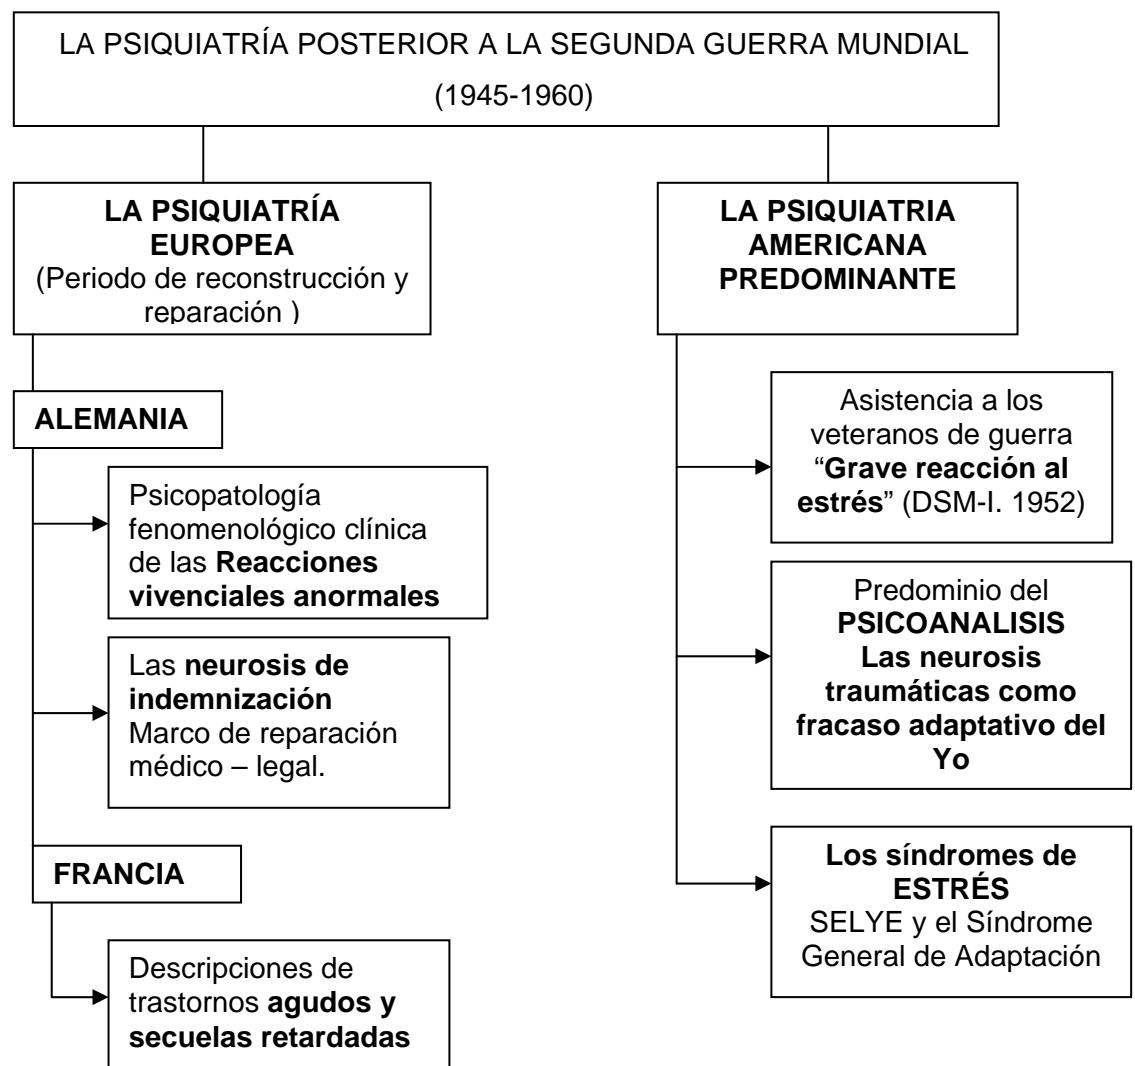 LA PSIQUIATRÍA POSTERIOR A LA SEGUNDA GUERRA MUNDIAL
(1945-1960)
LA PSIQUIATRÍA
EUROPEA
(Periodo de reconstrucción y
reparación )
ALEMANIA
Psicopatología
fenomenológico clínica
de las Reacciones
vivenciales anormales
Las neurosis de
indemnización
Marco de reparación
médico – legal.
FRANCIA
Descripciones de
trastornos agudos y
secuelas retardadas
LA PSIQUIATRIA
AMERICANA
PREDOMINANTE
Asistencia a los
veteranos de guerra
“Grave reacción al
estrés” (DSM-I. 1952)
Predominio del
PSICOANALISIS
Las neurosis
traumáticas como
fracaso adaptativo del
Yo
Los síndromes de
ESTRÉS
SELYE y el Síndrome
General de Adaptación